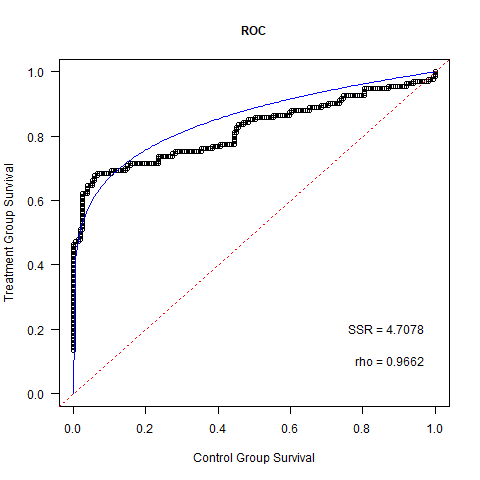 ROC
Treatment Group Survival
1.0
0.8
0.6
0.4
0.2
0.0
SSR = 4.7078
rho = 0.9662
0.0 0.2 0.4 0.6 0.8 1.0
Control Group Survival